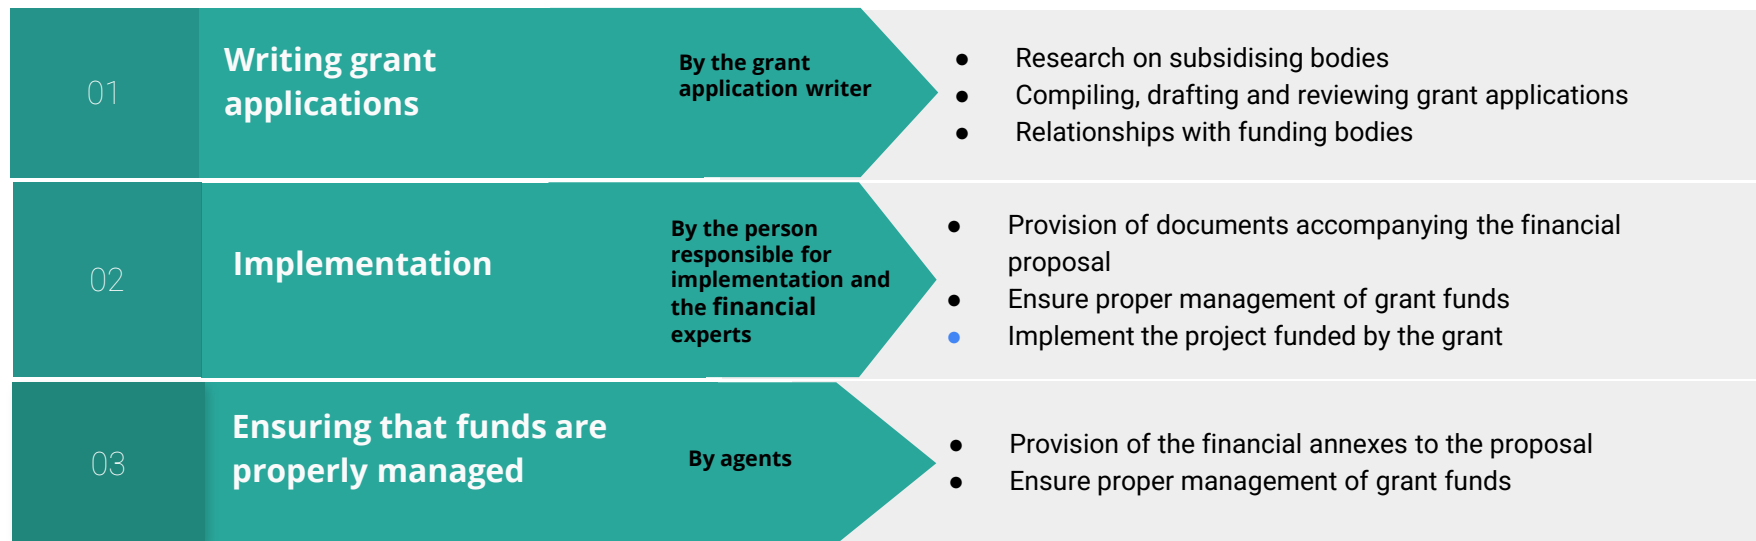 01
Writing grant
applications
By the grant
application writer
● Research on subsidising bodies
● Compiling, drafting and reviewing grant applications
● Relationships with funding bodies
02
Implementation
By the person
responsible for
implementation and
the financial
experts
● Provision of documents accompanying the financial
proposal
● Ensure proper management of grant funds
● Implement the project funded by the grant
03
Ensuring that funds are
properly managed
By agents
● Provision of the financial annexes to the proposal
● Ensure proper management of grant funds